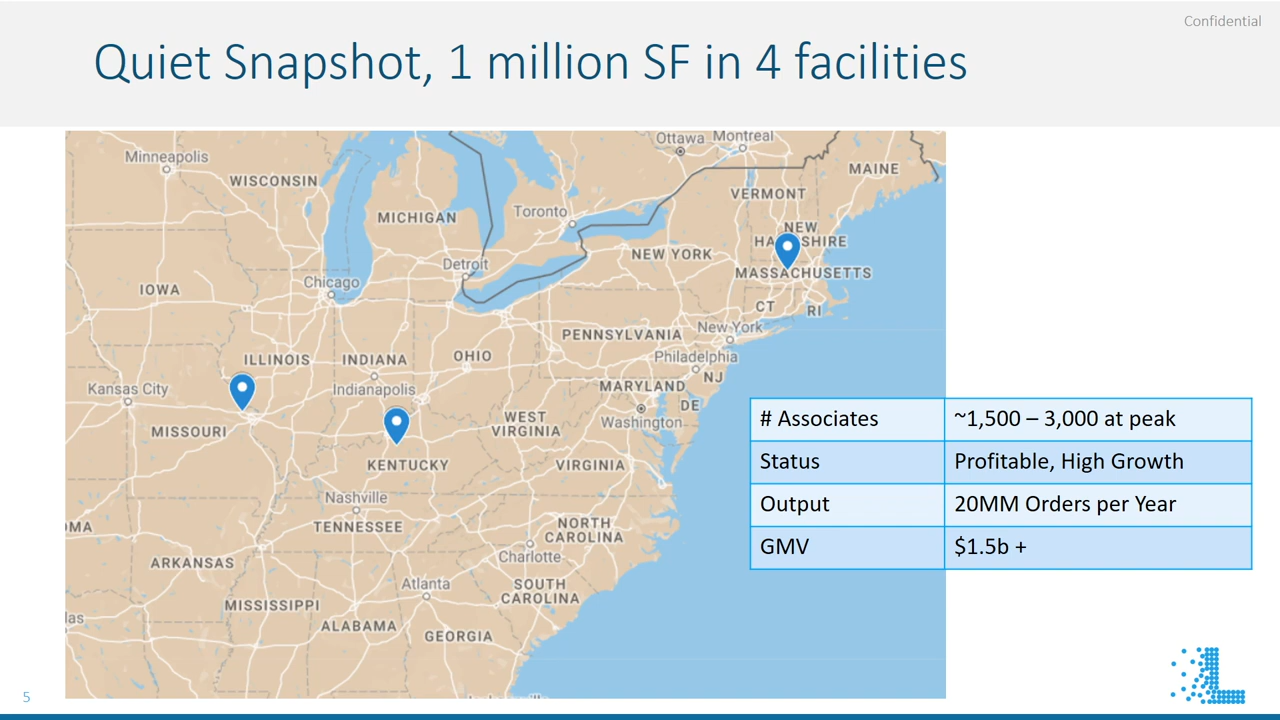 Confidential
Quiet Snapshot, 1 million SF in 4 facilities
Ottawa
Montreal
Minneapolis
MAINE
WISCONSIN
VERMONT
MICHIGAN
Toronto
NEW
HA SHIRE
NEW YORK
Detroit
MASSACHUSETTS
Chicago
IOWA
CT
RI
PENNSYLVANIA
New York
ILLINOIS
INDIANA
OHIO
Philadelphia
Kansas City
Indianapolis
MARYLAND
NJ
DE
WEST
VIRGINIA
Washington
MISSOURI
KENTUCKY
VIRGINIA
Nashville
TENNESSEE
OMA
NORTH
CAROLINA
Charlotte
ARKANSAS
Atlanta
SOUTH
CAROLINA
MISSISSIPPI
las
ALABAMA
GEORGIA
# Associates ~1,500 – 3,000 at peak
Status Profitable, High Growth
Output 20MM Orders per Year
GMV $1.5b +
5
L